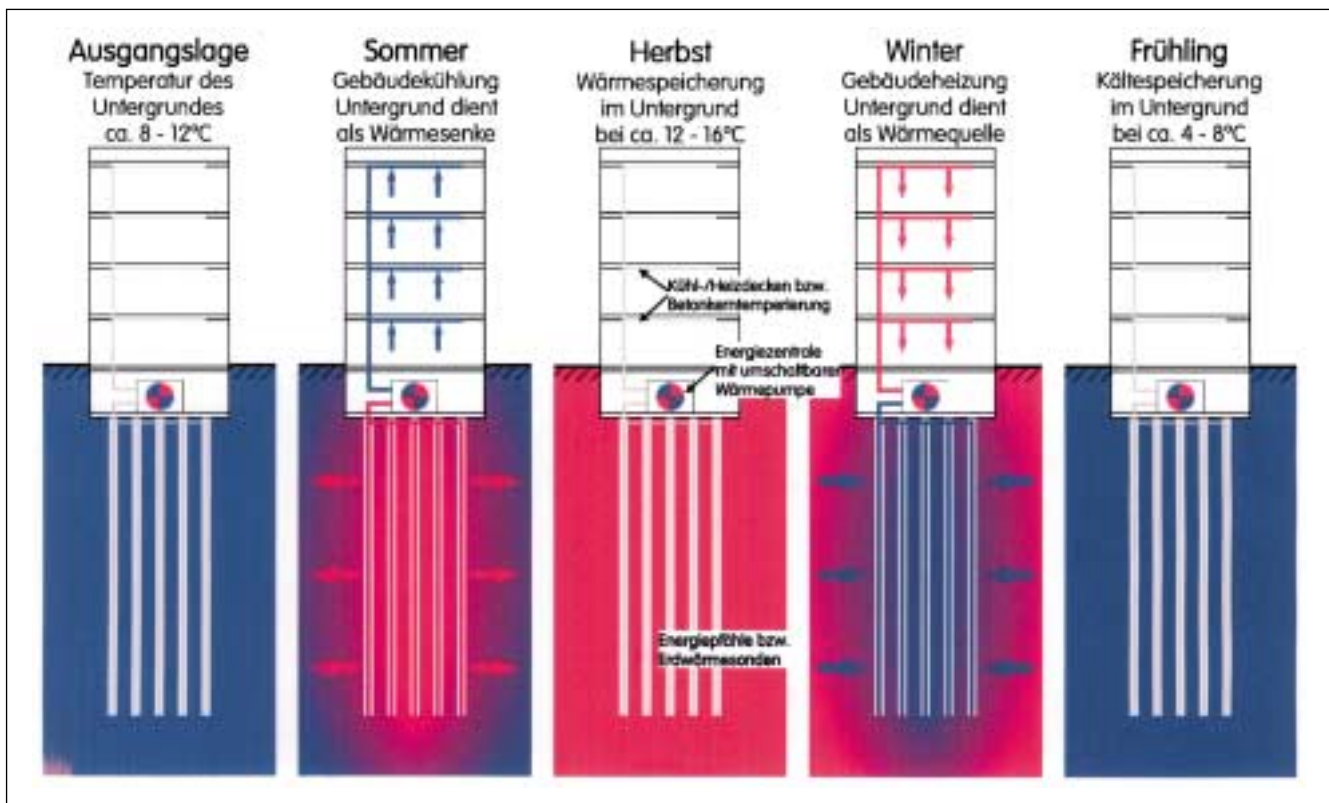 Ausgangslage
Temperatur des
Untergrundes
ca. 8 - 12°C
Sommer
Gebäudekühlung
Untergrund dient
als Wärmesenke
Herbst
Wärmespeicherung
im Untergrund
bei ca. 12 - 16°C
Winter
Gebäudeheizung
Untergrund dient
als Wärmequelle
Frühling
Kältespeicherung
im Untergrund
bei ca. 4 - 8°C
Kühl-/Heizdecken bzw.
Betonkerntemperierung
Energiezentrale
mit umschaltbarer
Wärmepumpe
Energiepfähle bzw.
Erdwärmesonden